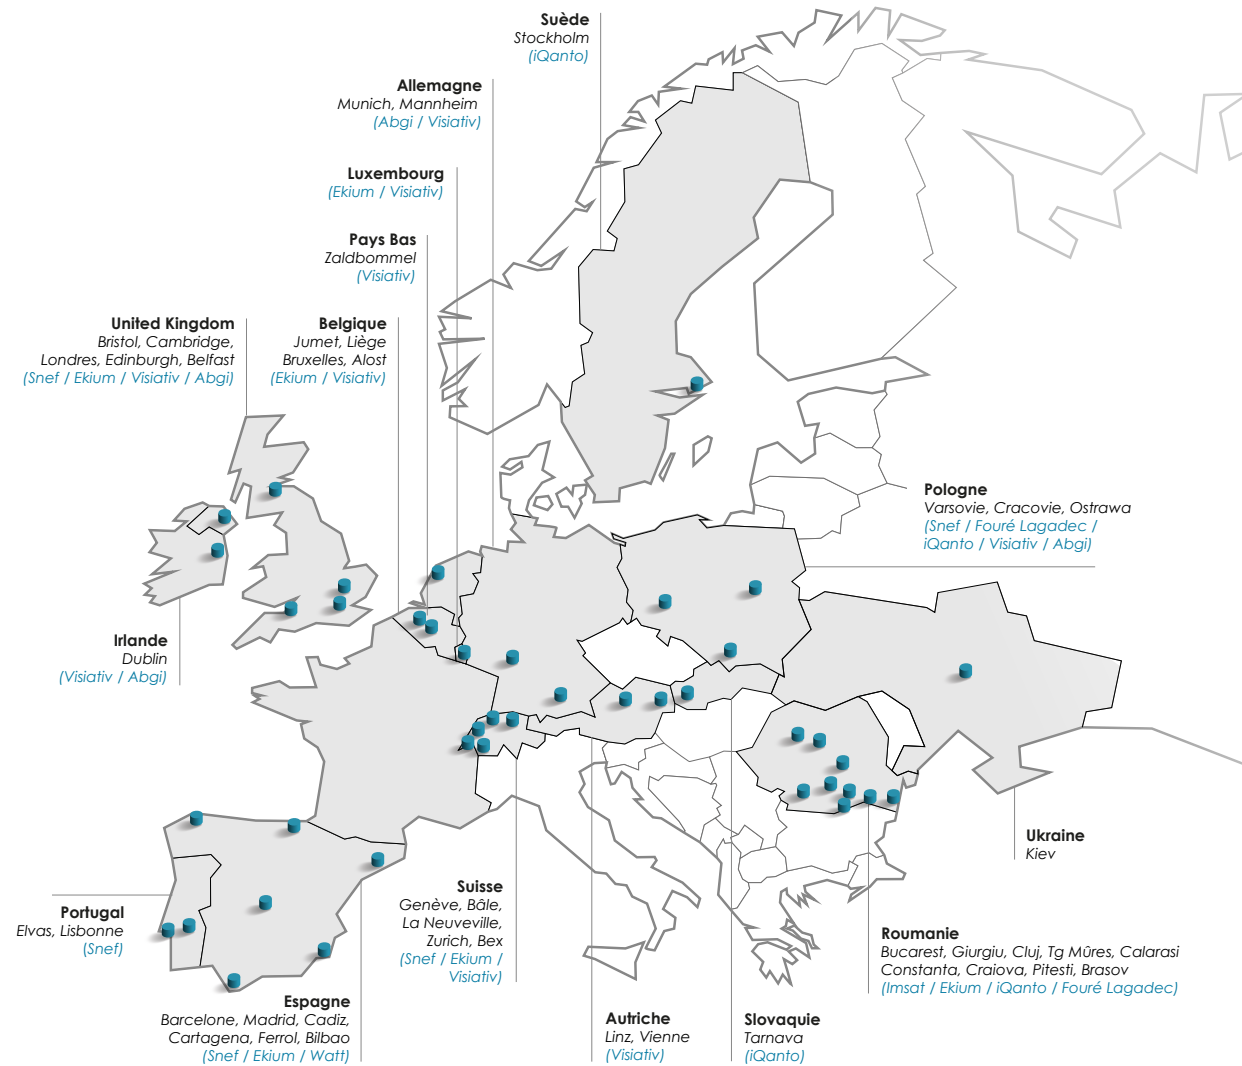 Suède
Stockholm
(iQanto)
Allemagne
Munich, Mannheim
(Abgi / Visiativ)
Luxembourg
(Ekium / Visiativ)
Pays Bas
Zaldbommel
(Visiativ)
United Kingdom
Bristol, Cambridge,
Londres, Edinburgh, Belfast
(Snef / Ekium / Visiativ / Abgi)
Belgique
Jumet, Liège
Bruxelles, Alost
(Ekium / Visiativ)
Pologne
Varsovie, Cracovie, Ostrawa
(Snef / Fouré Lagadec /
iQanto / Visiativ / Abgi)
Irlande
Dublin
(Visiativ / Abgi)
Ukraine
Kiev
Portugal
Elvas, Lisbonne
(Snef)
Suisse
Genève, Bâle,
La Neuveville,
Zurich, Bex
(Snef / Ekium /
Visiativ)
Roumanie
Bucarest, Giurgiu, Cluj, Tg Mûres, Calarasi
Constanta, Craiova, Pitesti, Brasov
(Imsat / Ekium / iQanto / Fouré Lagadec)
Espagne
Barcelone, Madrid, Cadiz,
Cartagena, Ferrol, Bilbao
(Snef / Ekium / Watt)
Autriche
Linz, Vienne
(Visiativ)
Slovaquie
Tarnava
(iQanto)